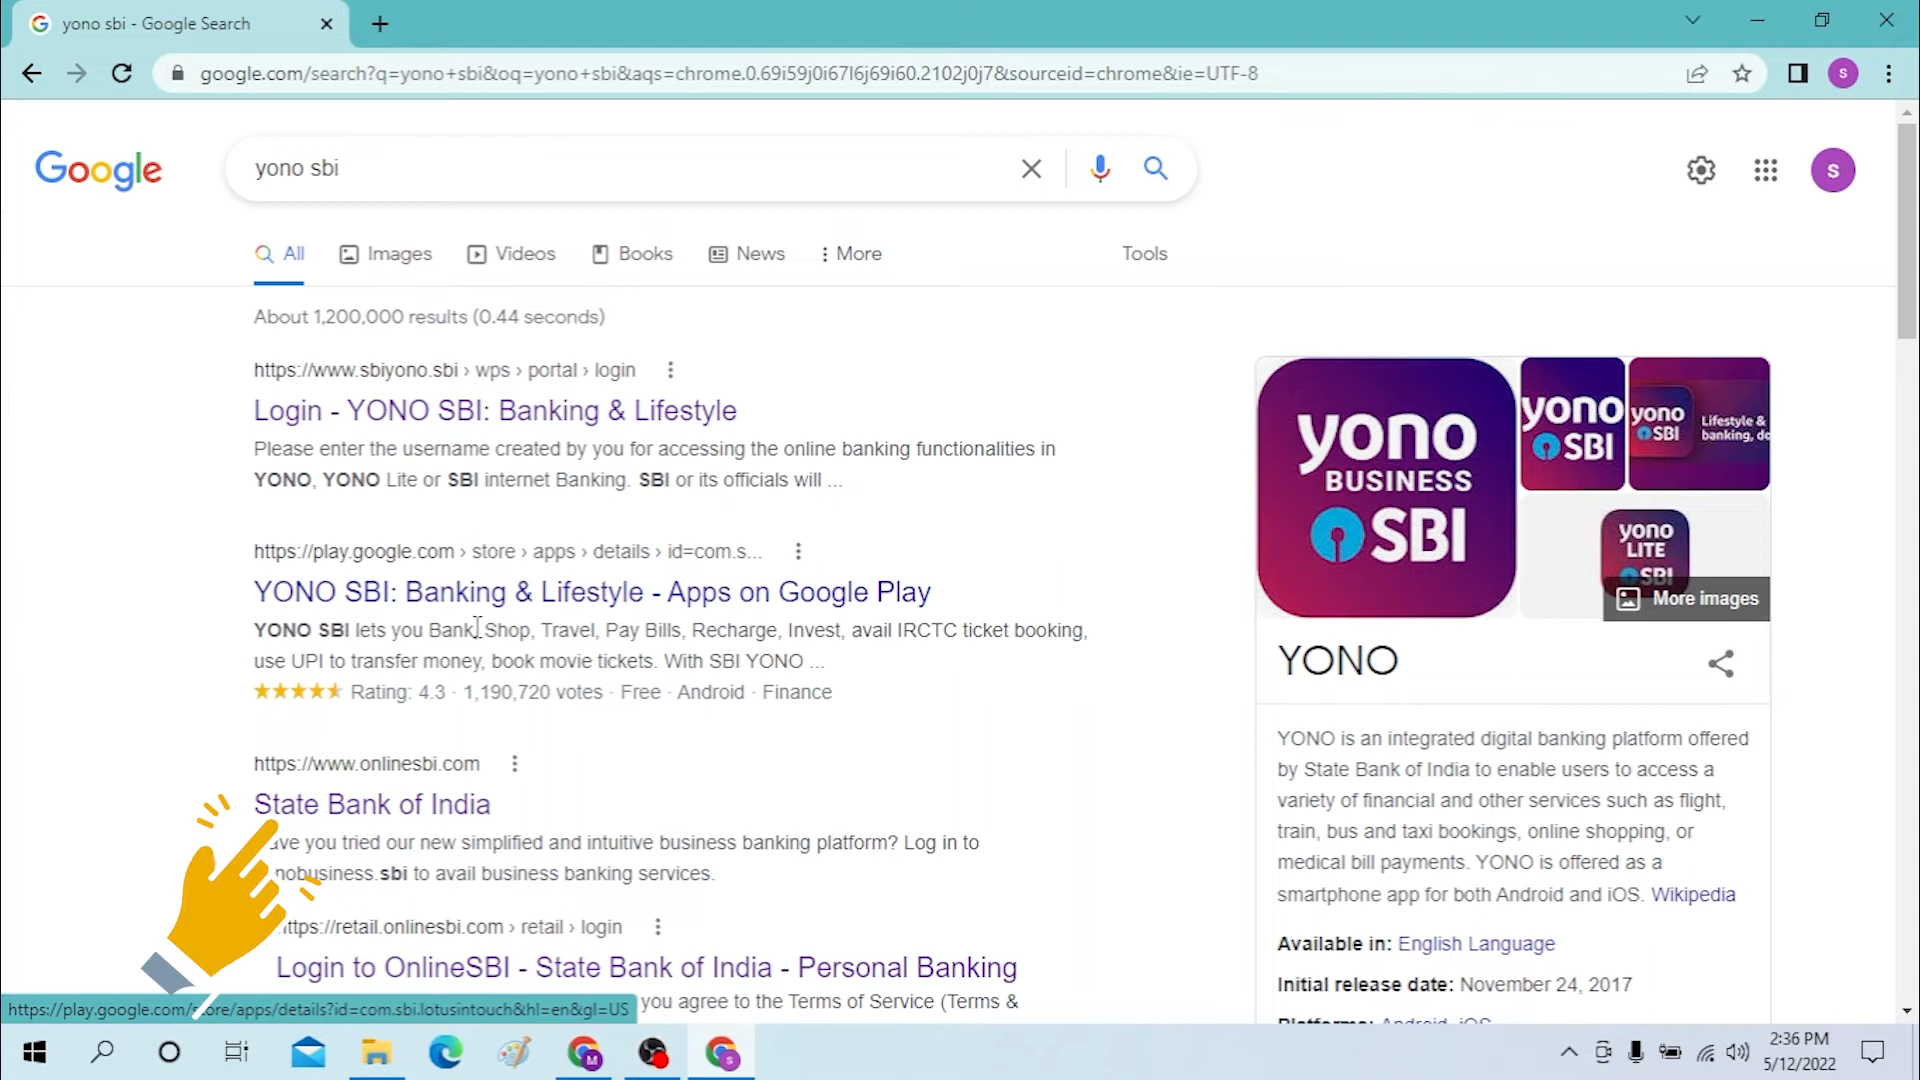 yono sbi - Google Search
google.com/search?q=yono+sbi&oq=yono+sbi&aqs=chrome.0.69i59j0i67l6j69i60.2102j0j7&sourceid=chrome&ie=UTF-8
S
Google
yono sbi
S
All
Images
Videos
Books
News
More
Tools
About 1,200,000 results (0.44 seconds)
https://www.sbiyono.sbi › wps › portal › login
Login - YONO SBI: Banking & Lifestyle
Please enter the username created by you for accessing the online banking functionalities in
YONO, YONO Lite or SBI internet Banking. SBI or its officials will ...
https://play.google.com › store › apps › details › id=com.s...
YONO SBI: Banking & Lifestyle - Apps on Google Play
YONO SBI lets you Bank, Shop, Travel, Pay Bills, Recharge, Invest, avail IRCTC ticket booking,
use UPI to transfer money, book movie tickets. With SBI YONO ...
Rating: 4.3 · 1,190,720 votes · Free · Android · Finance
https://www.onlinesbi.com
State Bank of India
ave you tried our new simplified and intuitive business banking platform? Log in to
nobusiness.sbi to avail business banking services.
ttps://retail.onlinesbi.com › retail › login
Login to OnlineSBI - State Bank of India - Personal Banking
you agree to the Terms of Service (Terms &
https://play.google.com/store/apps/details?id=com.sbi.lotusintouch&hl=en&gl=US
yono
BUSINESS
SBI
yono
SBI
yono
SBI
Lifestyle &
banking, do
yono
LITE
SBI
More images
YONO
YONO is an integrated digital banking platform offered
by State Bank of India to enable users to access a
variety of financial and other services such as flight,
train, bus and taxi bookings, online shopping, or
medical bill payments. YONO is offered as a
smartphone app for both Android and iOS. Wikipedia
Available in: English Language
Initial release date: November 24, 2017
Platforms: Android, iOS
M
S
2:36 PM
5/12/2022